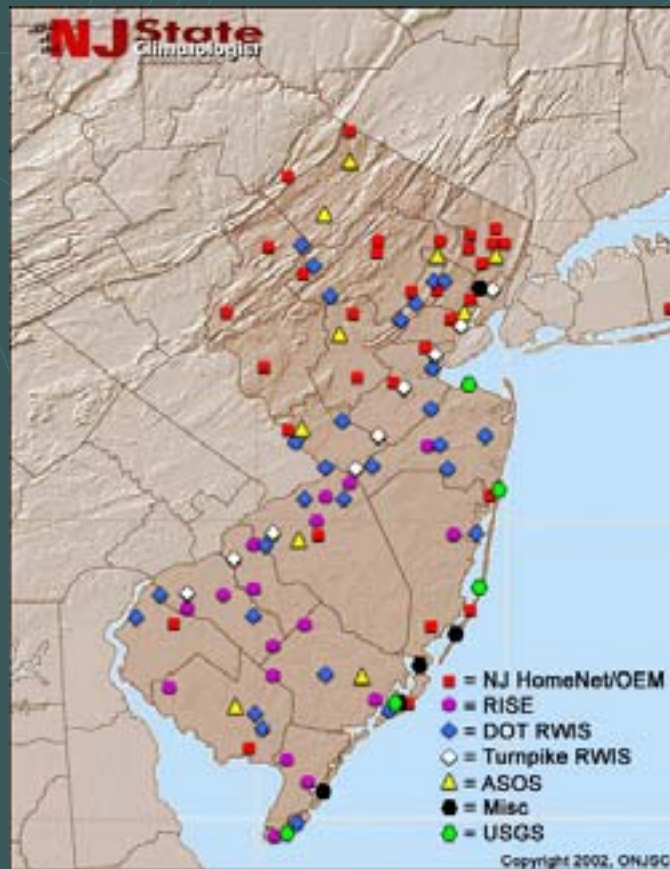 NJ State
Climatologist
= NJ HomeNet/OEM
= RISE
= DOT RWIS
= Turnpike RWIS
= ASOS
= Misc
= USGS
Copyright 2002, ONJSC